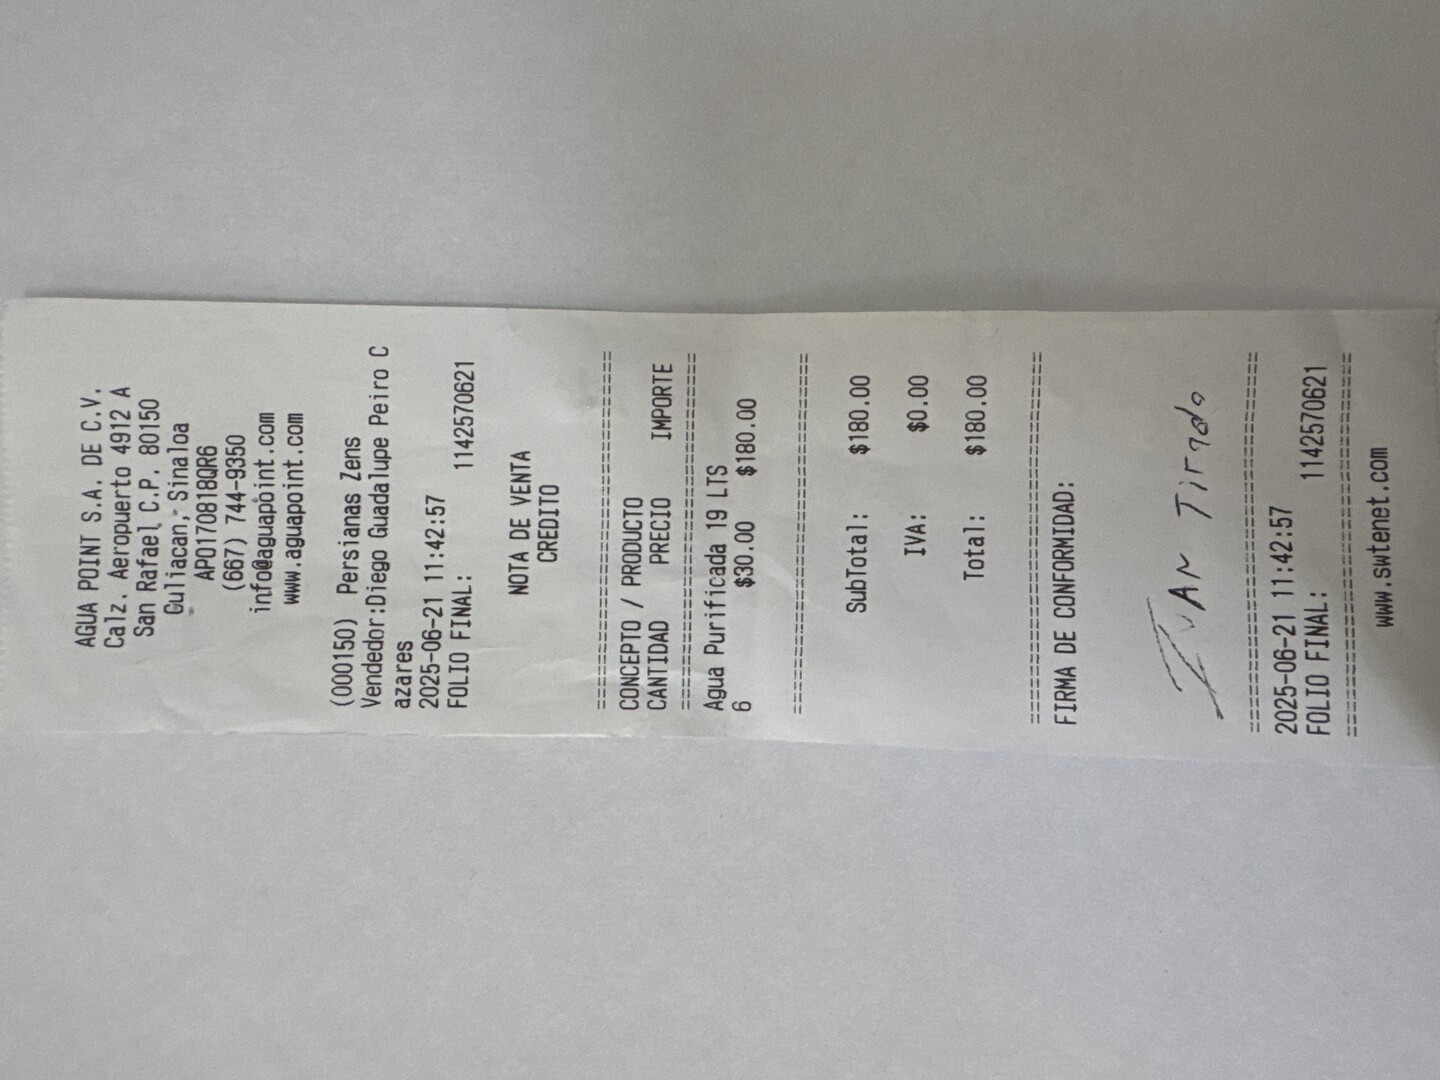 AGUA POINT S.A. DE C.V.
Calz. Aeropuerto 4912 A
San Rafael C.P. 80150
Culiacan, Sinaloa
APO170818QR6
(667) 744-9350
info@aguapoint.com
www.aguapoint.com
(000150) Persianas Zens
Vendedor:Diego Guadalupe Peiro C
azares
2025-06-21 11:42:57
FOLIO FINAL: 1142570621
NOTA DE VENTA
CREDITO
================================
CONCEPTO / PRODUCTO
CANTIDAD PRECIO IMPORTE
================================
Agua Purificada 19 LTS
6 $30.00 $180.00
================================
SubTotal: $180.00
IVA: $0.00
Total: $180.00
================================
FIRMA DE CONFORMIDAD:
IVAN Tirado
================================
2025-06-21 11:42:57
FOLIO FINAL: 1142570621
================================
www.swtenet.com